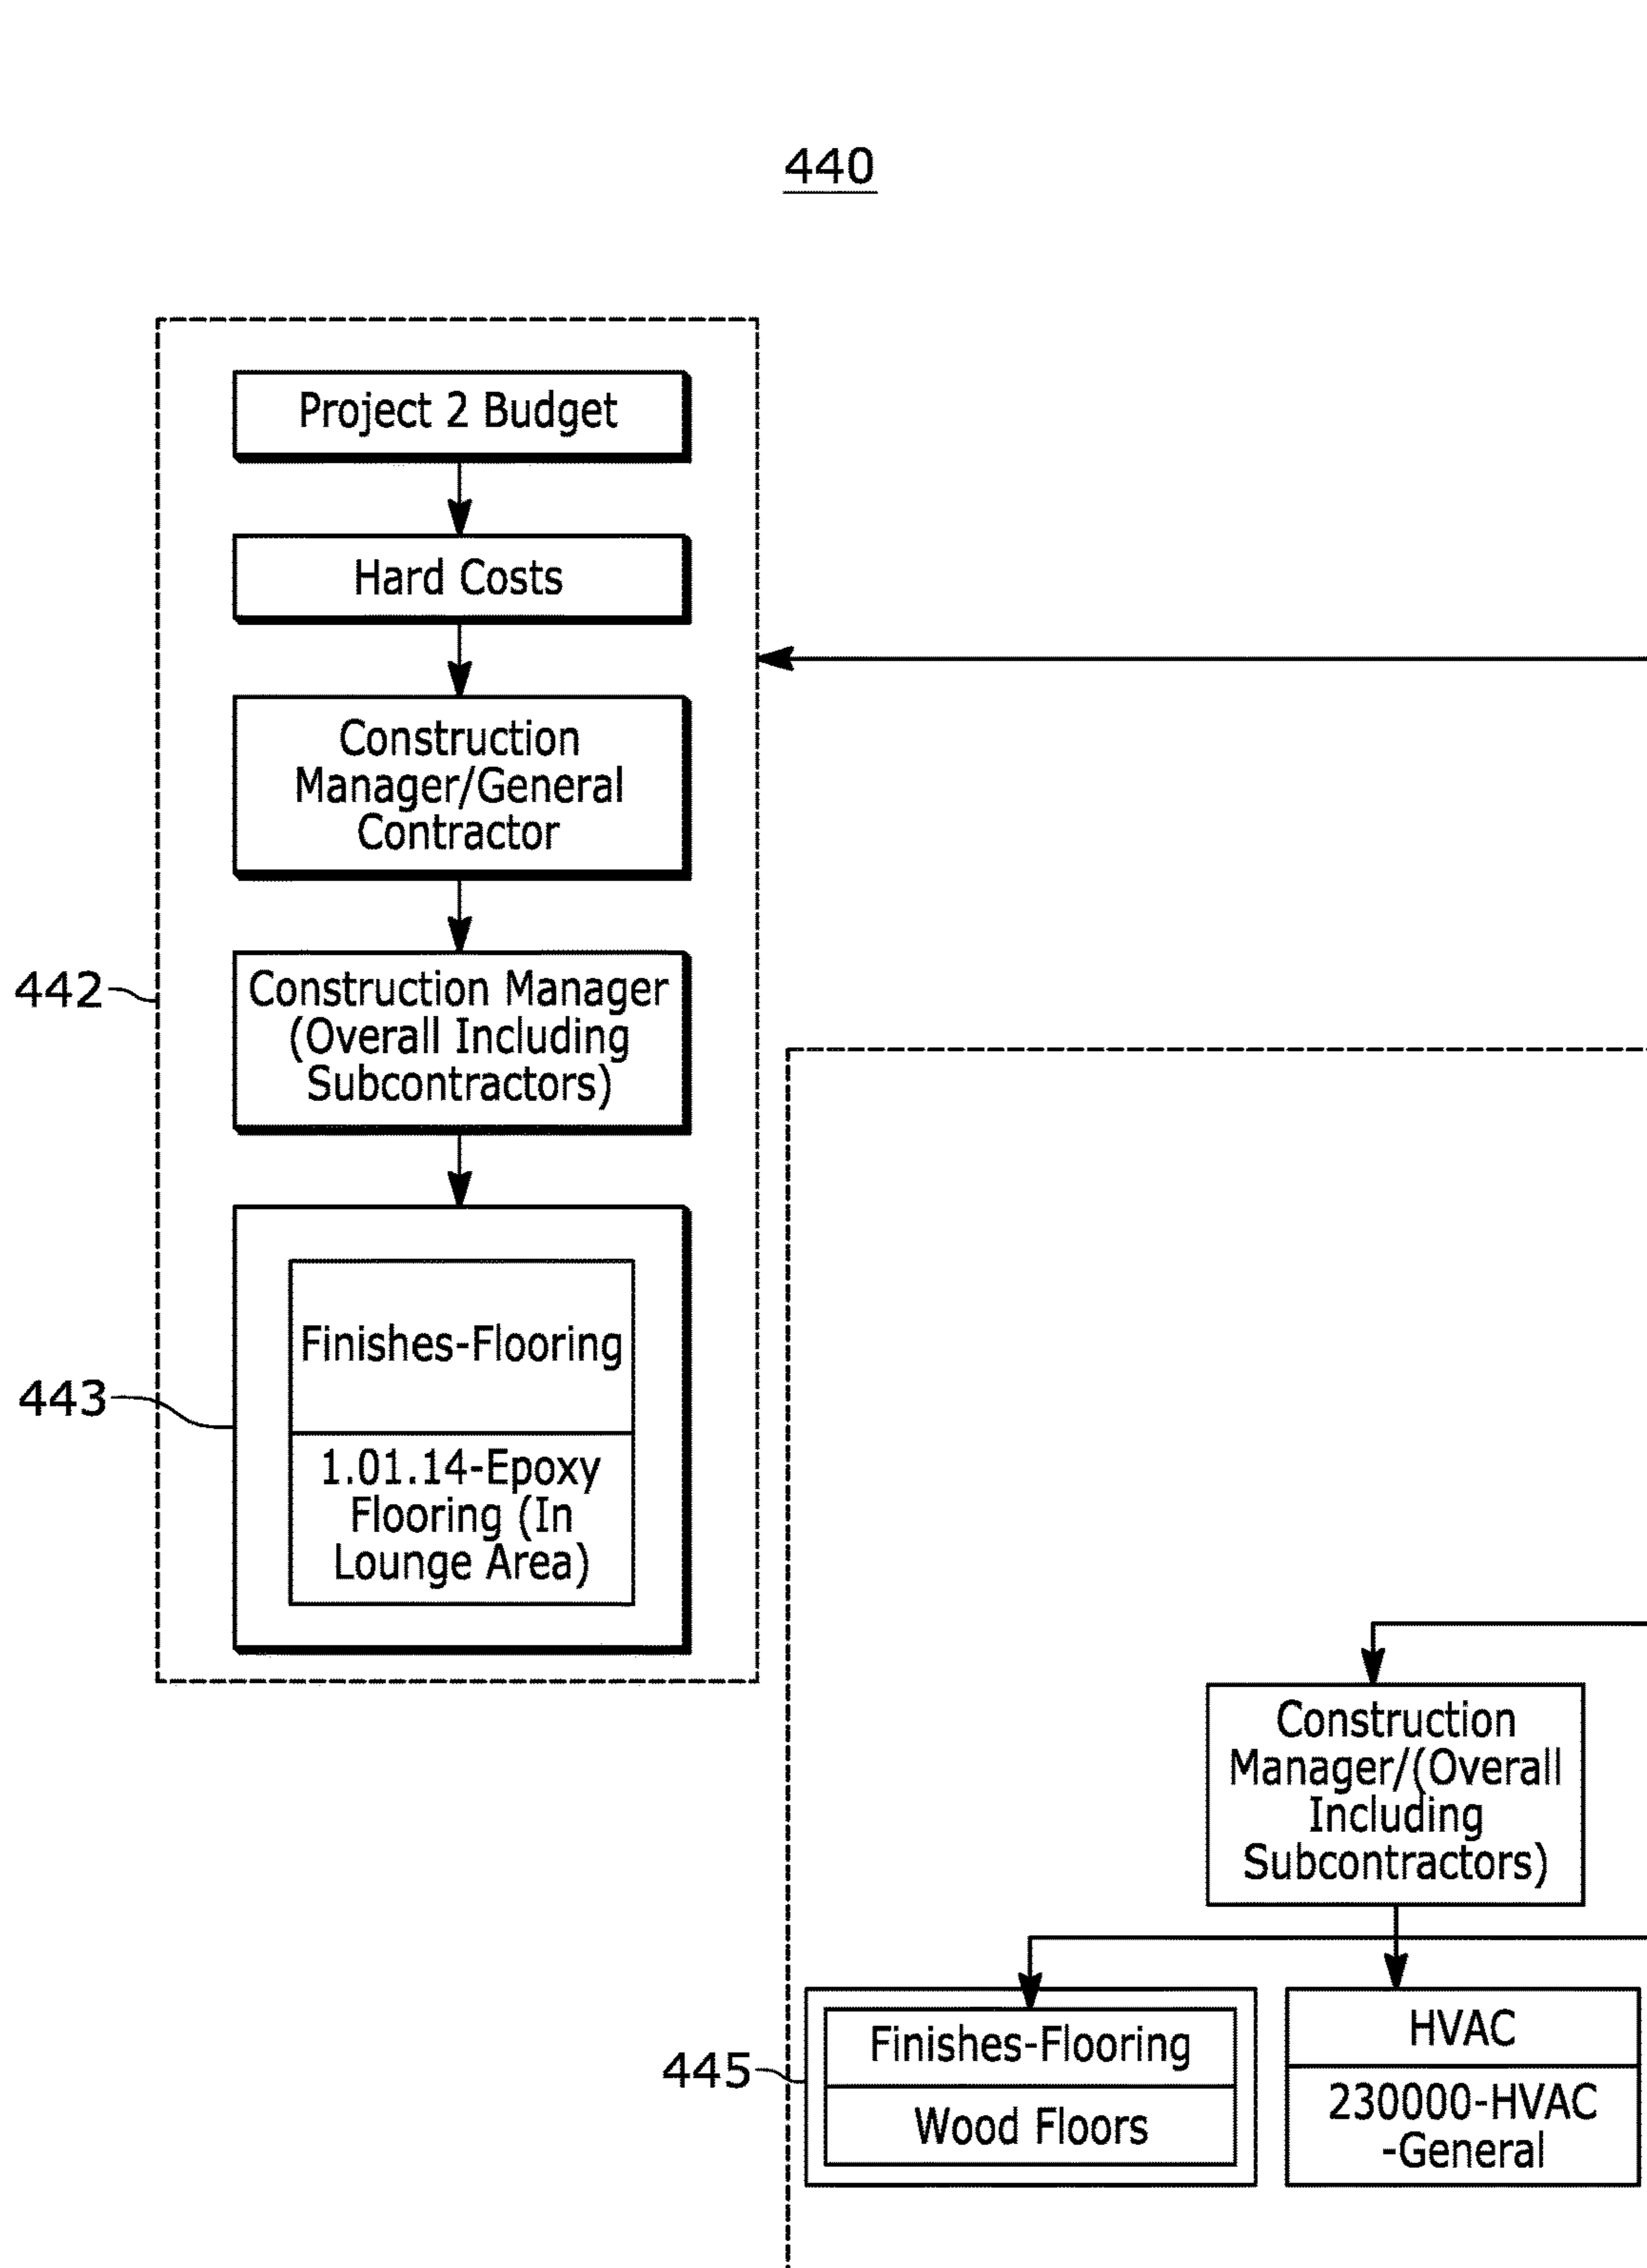 440
Project 2 Budget
Hard Costs
Construction
Manager/General
Contractor
442
Construction Manager
(Overall Including
Subcontractors)
443
Finishes-Flooring
1.01.14-Epoxy
Flooring (In
Lounge Area)
Construction
Manager/(Overall
Including
Subcontractors)
445
Finishes-Flooring
Wood Floors
HVAC
230000-HVAC
-General